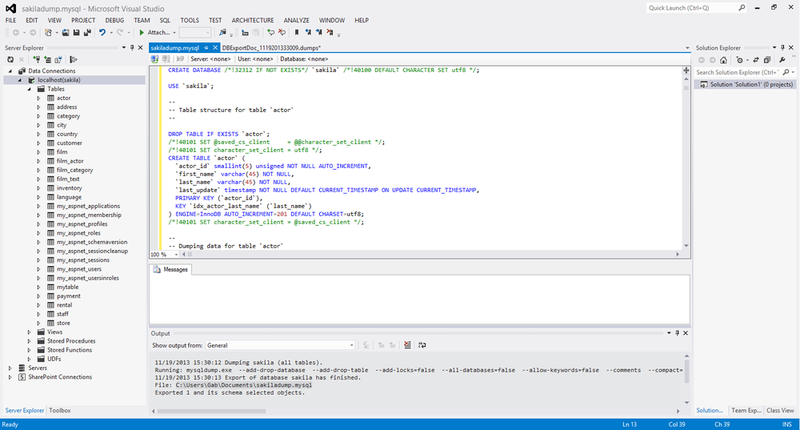 sakiladump.mysql - Microsoft Visual Studio
Quick Launch (Ctrl+Q)
FILE EDIT VIEW PROJECT DEBUG TEAM SQL TOOLS TEST ARCHITECTURE ANALYZE WINDOW HELP
Attach...
Server Explorer
Data Connections
localhost(sakila)
Tables
actor
address
category
city
country
customer
film
film_actor
film_category
film_text
inventory
language
my_aspnet_applications
my_aspnet_membership
my_aspnet_profiles
my_aspnet_roles
my_aspnet_schemaversion
my_aspnet_sessioncleanup
my_aspnet_sessions
my_aspnet_users
my_aspnet_usersinroles
mytable
payment
rental
staff
store
Views
Stored Procedures
Stored Functions
UDFs
Servers
SharePoint Connections
Server Explorer Toolbox
sakiladump.mysql DBExportDoc_1119201333009.dumps*
Server: <none> User: <none> Database: <none>
CREATE DATABASE /*!32312 IF NOT EXISTS*/ `sakila` /*!40100 DEFAULT CHARACTER SET utf8 */;
USE `sakila`;
--
-- Table structure for table `actor`
--
DROP TABLE IF EXISTS `actor`;
/*!40101 SET @saved_cs_client = @@character_set_client */;
/*!40101 SET character_set_client = utf8 */;
CREATE TABLE `actor` (
`actor_id` smallint(5) unsigned NOT NULL AUTO_INCREMENT,
`first_name` varchar(45) NOT NULL,
`last_name` varchar(45) NOT NULL,
`last_update` timestamp NOT NULL DEFAULT CURRENT_TIMESTAMP ON UPDATE CURRENT_TIMESTAMP,
PRIMARY KEY (`actor_id`),
KEY `idx_actor_last_name` (`last_name`)
) ENGINE=InnoDB AUTO_INCREMENT=201 DEFAULT CHARSET=utf8;
/*!40101 SET character_set_client = @saved_cs_client */;
--
-- Dumping data for table `actor`
100 %
Messages
Output
Show output from: General
11/19/2013 15:30:12 Dumping sakila (all tables).
Running: mysqldump.exe --add-drop-database --add-drop-table --add-locks=false --all-databases=false --allow-keywords=false --comments --compact=
11/19/2013 15:30:13 Export of database sakila has finished.
File: C:\Users\Gab\Documents\sakiladump.mysql
Exported 1 and its schema selected objects.
Solution Explorer
Search Solution Explorer (Ctrl+
Solution 'Solution1' (0 projects)
Solution... Team Exp... Class View
Ready
Ln 13 Col 39 Ch 39 INS